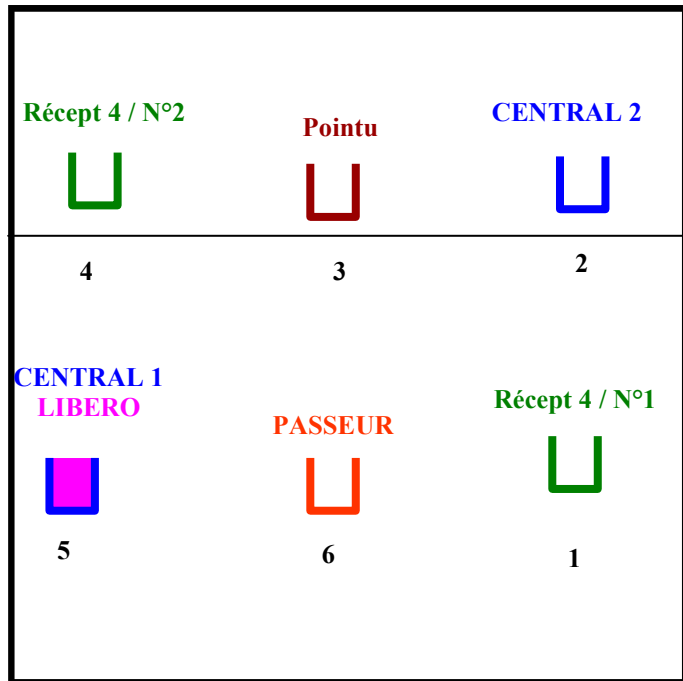 Récept 4 / N°2
Pointu
CENTRAL 2
4
3
2
CENTRAL 1
LIBERO
PASSEUR
Récept 4 / N°1
5
6
1